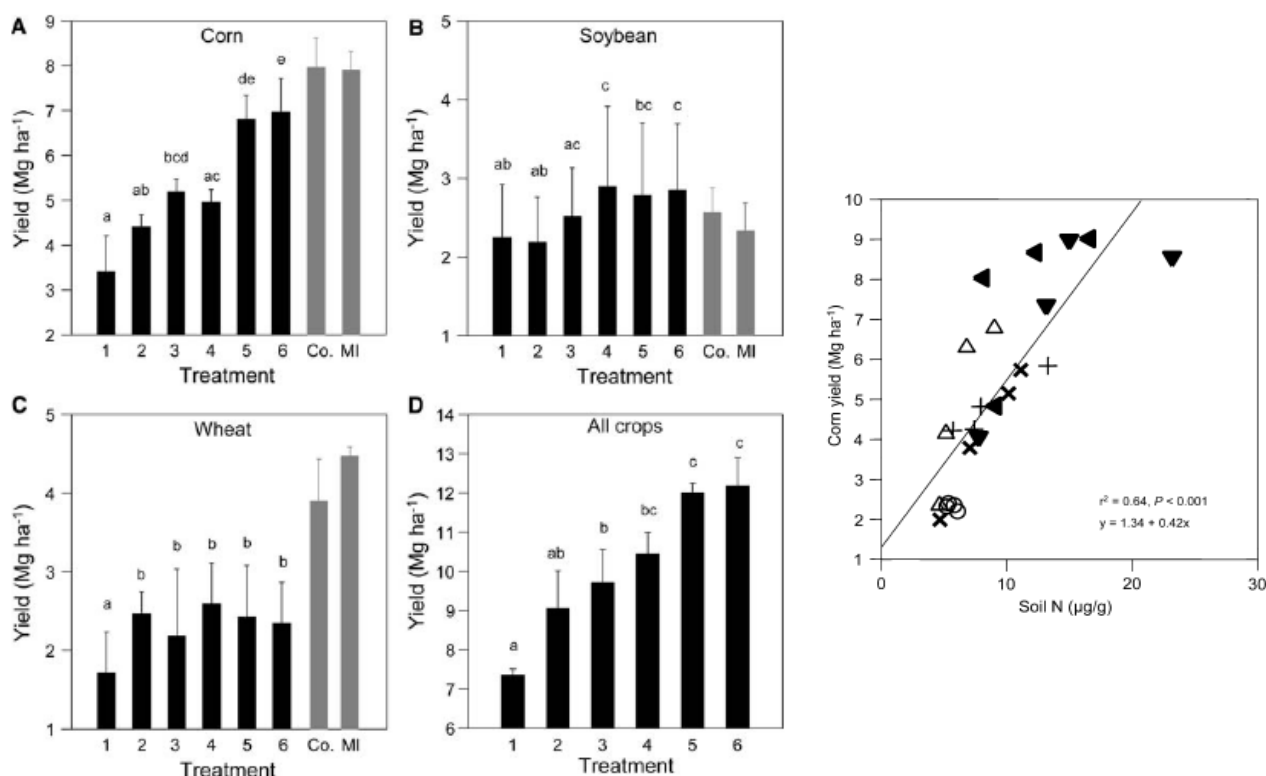 A
Corn
Yield (Mg ha⁻¹)
9
8
7
6
5
4
3
2
a
ab
bcd
ac
de
e
1 2 3 4 5 6 Co. MI
Treatment
B
Soybean
Yield (Mg ha⁻¹)
5
4
3
2
1
ab
ab
ac
c
bc
c
1 2 3 4 5 6 Co. MI
Treatment
C
Wheat
Yield (Mg ha⁻¹)
5
4
3
2
1
a
b
b
b
b
b
1 2 3 4 5 6 Co. MI
Treatment
D
All crops
Yield (Mg ha⁻¹)
14
13
12
11
10
9
8
7
6
a
ab
b
bc
c
c
1 2 3 4 5 6
Treatment
Corn yield (Mg ha⁻¹)
10
9
8
7
6
5
4
3
2
1
r² = 0.64, P < 0.001
y = 1.34 + 0.42x
0 10 20 30
Soil N (µg/g)